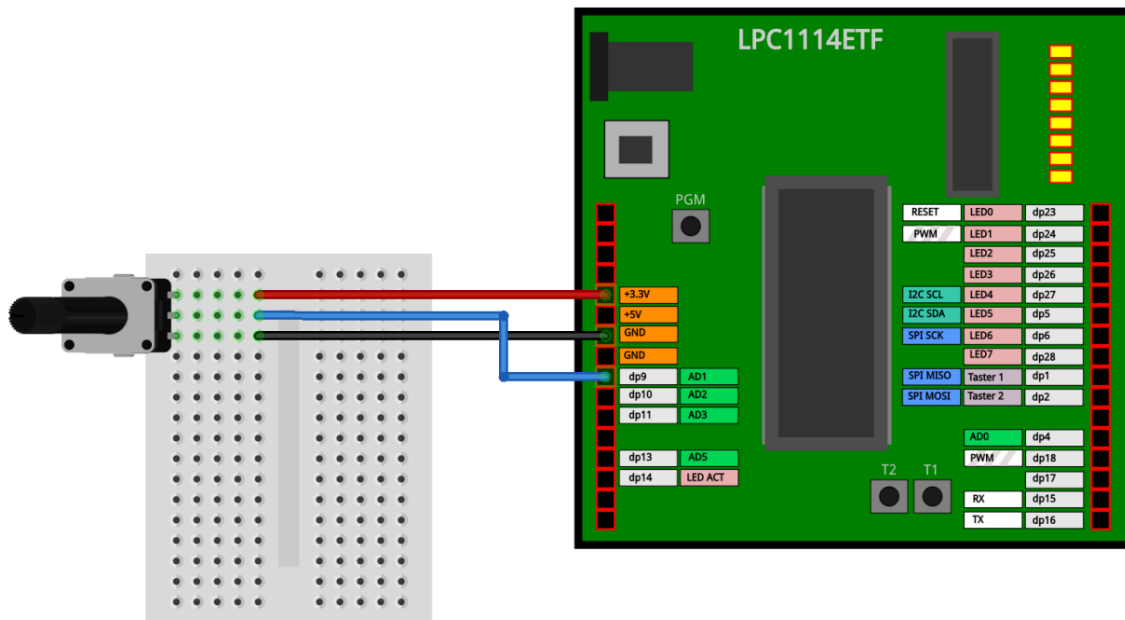 LPC1114ETF
PGM
+3.3V
+5V
GND
GND
dp9 AD1
dp10 AD2
dp11 AD3
dp13 AD5
dp14 LED ACT
RESET LED0 dp23
PWM LED1 dp24
LED2 dp25
LED3 dp26
I2C SCL LED4 dp27
I2C SDA LED5 dp5
SPI SCK LED6 dp6
LED7 dp28
SPI MISO Taster 1 dp1
SPI MOSI Taster 2 dp2
AD0 dp4
PWM dp18
dp17
RX dp15
TX dp16
T2 T1